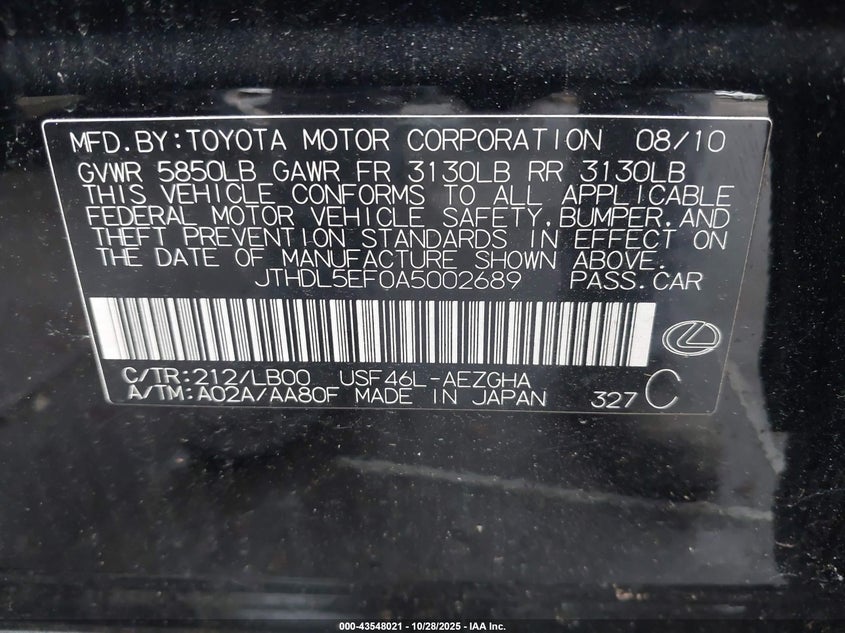 MFD.BY:TOYOTA MOTOR CORPORATION 08/10
GVWR 5850LB GAWR FR 3130LB RR 3130LB
THIS VEHICLE CONFORMS TO ALL APPLICABLE
FEDERAL MOTOR VEHICLE SAFETY,BUMPER,AND
THEFT PREVENTION STANDARDS IN EFFECT ON
THE DATE OF MANUFACTURE SHOWN ABOVE.
JTHDL5EF0A5002689 PASS.CAR
C/TR:212/LB00 USF46L-AEZGHA
A/TM:A02A/AA80F MADE IN JAPAN 327 C
000-43548021 - 10/28/2025 - IAA Inc.